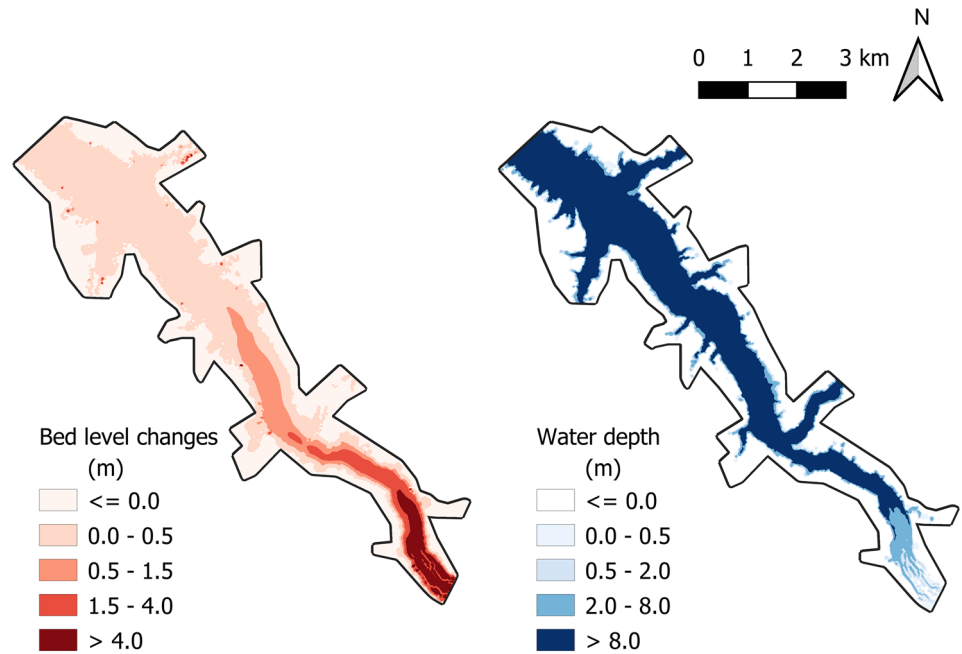 N
0 1 2 3 km
Bed level changes
(m)
<= 0.0
0.0 - 0.5
0.5 - 1.5
1.5 - 4.0
> 4.0
Water depth
(m)
<= 0.0
0.0 - 0.5
0.5 - 2.0
2.0 - 8.0
> 8.0